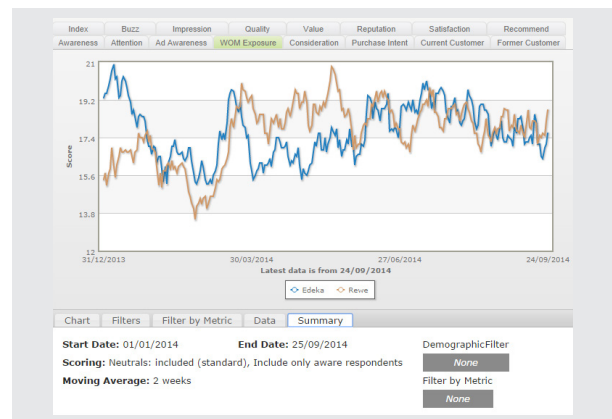 Index Buzz Impression Quality Value Reputation Satisfaction Recommend
Awareness Attention Ad Awareness WOM Exposure Consideration Purchase Intent Current Customer Former Customer
21
19.2
17.4
Score
15.6
13.8
12
31/12/2013 30/03/2014 27/06/2014 24/09/2014
Latest data is from 24/09/2014
Edeka Rewe
Chart Filters Filter by Metric Data Summary
Start Date: 01/01/2014 End Date: 25/09/2014 DemographicFilter
Scoring: Neutrals: included (standard), Include only aware respondents None
Moving Average: 2 weeks Filter by Metric
None